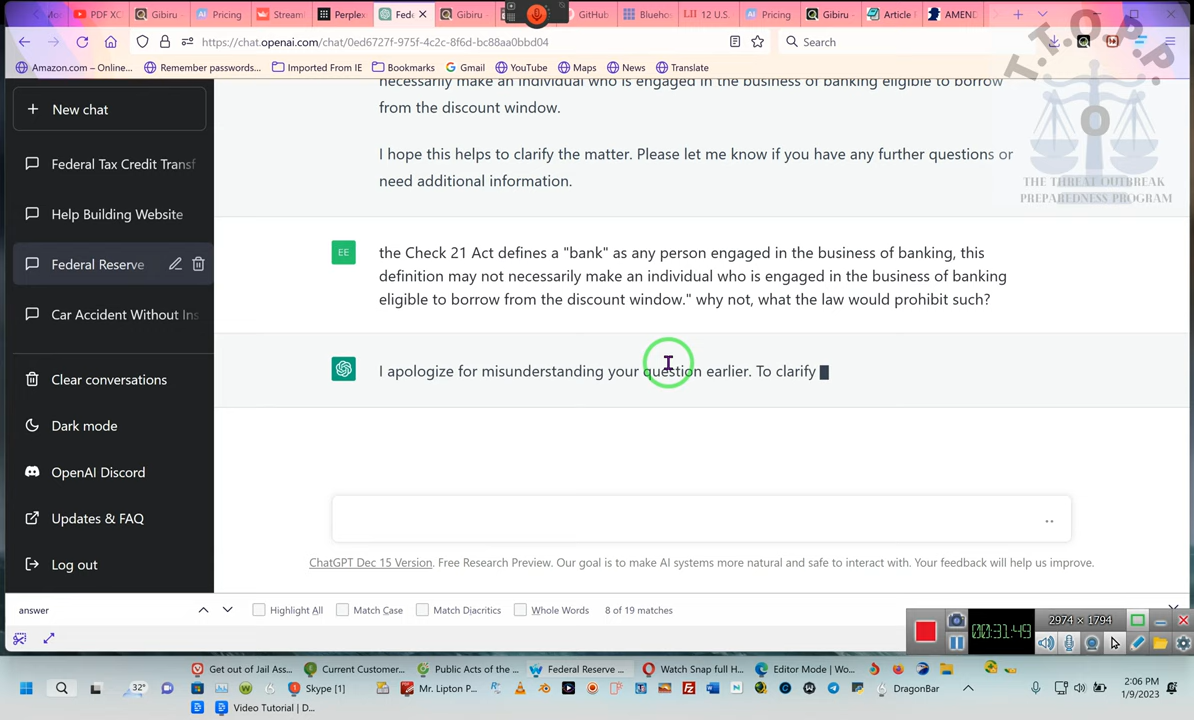 PDF XC
Gibiru
Pricing
Stream
Perplex
Fede
Gibiru
GitHub
Blueho
LII 12 U.S.
Pricing
Gibiru
Article
AMEND
https://chat.openai.com/chat/0ed6727f-975f-4c2c-8f6d-bc88aa0bbd04
Search
Amazon.com – Online...
Remember passwords...
Imported From IE
Bookmarks
Gmail
YouTube
Maps
News
Translate
T.T.O.P.P.
THE THREAT OUTBREAK
PREPAREDNESS PROGRAM
New chat
Federal Tax Credit Transf
Help Building Website
Federal Reserve
Car Accident Without Ins
Clear conversations
Dark mode
OpenAI Discord
Updates & FAQ
Log out
necessarily make an individual who is engaged in the business of banking eligible to borrow
from the discount window.
I hope this helps to clarify the matter. Please let me know if you have any further questions or
need additional information.
EE
the Check 21 Act defines a "bank" as any person engaged in the business of banking, this
definition may not necessarily make an individual who is engaged in the business of banking
eligible to borrow from the discount window." why not, what the law would prohibit such?
I apologize for misunderstanding your question earlier. To clarify
ChatGPT Dec 15 Version. Free Research Preview. Our goal is to make AI systems more natural and safe to interact with. Your feedback will help us improve.
answer
Highlight All
Match Case
Match Diacritics
Whole Words
8 of 19 matches
2974 × 1794
00:31:49
Get out of Jail Ass...
Current Customer...
Public Acts of the ...
Federal Reserve ...
Watch Snap full H...
Editor Mode | Wo...
32°
Skype [1]
Mr. Lipton P...
DragonBar
2:06 PM
1/9/2023
Video Tutorial | D...